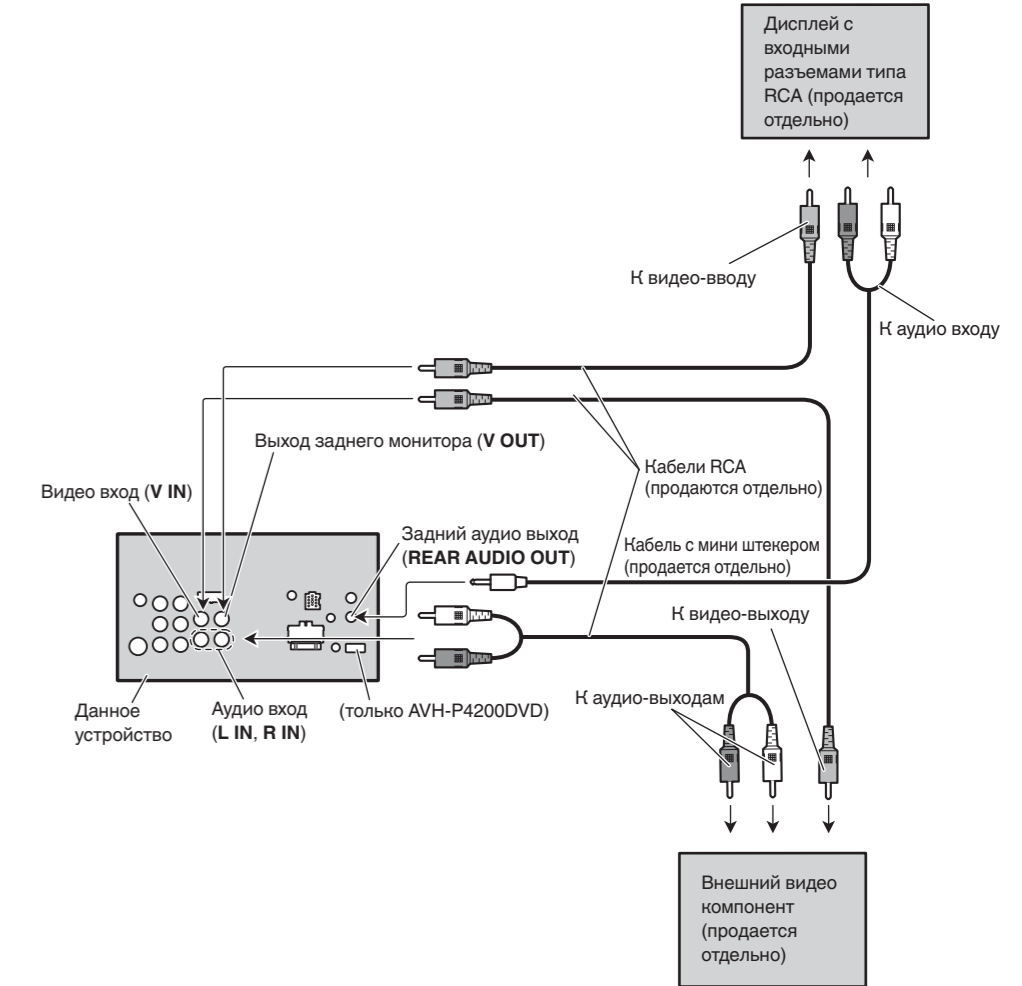 Дисплей с
входными
разъемами типа
RCA (продается
отдельно)
К видео-вводу
К аудио входу
Выход заднего монитора (V OUT)
Кабели RCA
(продаются отдельно)
Видео вход (V IN)
Задний аудио выход
(REAR AUDIO OUT)
Кабель с мини штекером
(продается отдельно)
К видео-выходу
К аудио-выходам
Данное
устройство
Аудио вход
(L IN, R IN)
(только AVH-P4200DVD)
Внешний видео
компонент
(продается
отдельно)